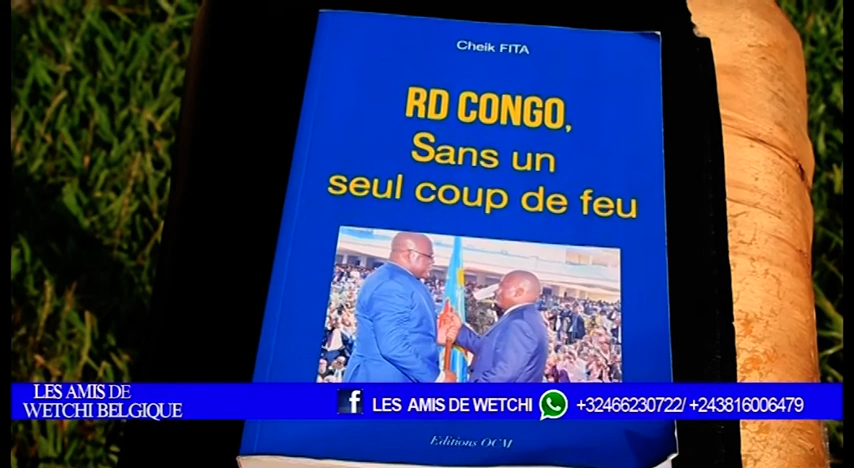 Cheik FITA
RD CONGO,
Sans un
seul coup de feu
LES AMIS DE
WETCHI BELGIQUE
f LES AMIS DE WETCHI +32466230722/ +243816006479
Editions OCM